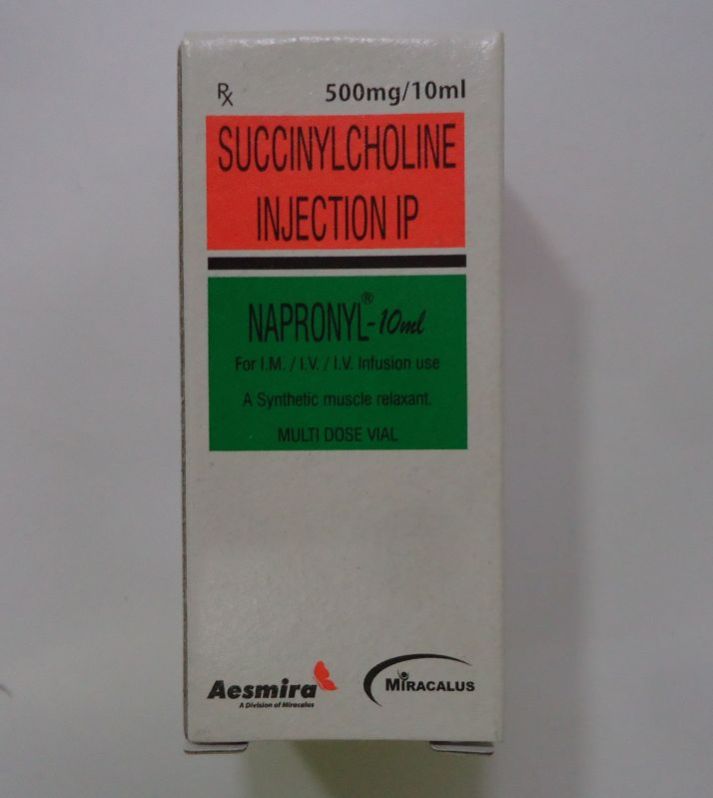 Rx 500mg/10ml
SUCCINYLCHOLINE
INJECTION IP
NAPRONYL®-10ml
For I.M. / I.V. / I.V. Infusion use
A Synthetic muscle relaxant.
MULTI DOSE VIAL
Aesmira
A Division of Miracalus
MIRACALUS